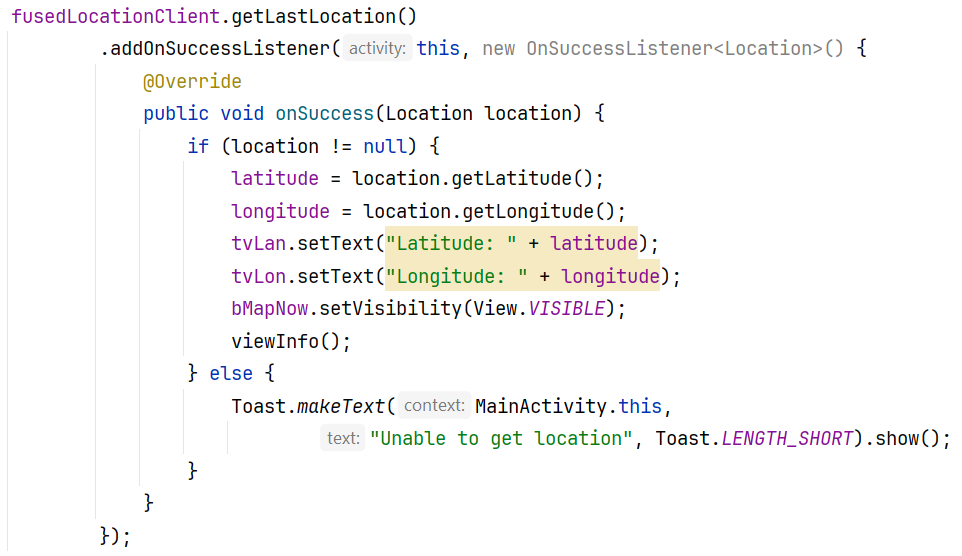 fusedLocationClient.getLastLocation()
.addOnSuccessListener( activity: this, new OnSuccessListener<Location>() {
@Override
public void onSuccess(Location location) {
if (location != null) {
latitude = location.getLatitude();
longitude = location.getLongitude();
tvLan.setText("Latitude: " + latitude);
tvLon.setText("Longitude: " + longitude);
bMapNow.setVisibility(View.VISIBLE);
viewInfo();
} else {
Toast.makeText( context: MainActivity.this,
text: "Unable to get location", Toast.LENGTH_SHORT).show();
}
}
});